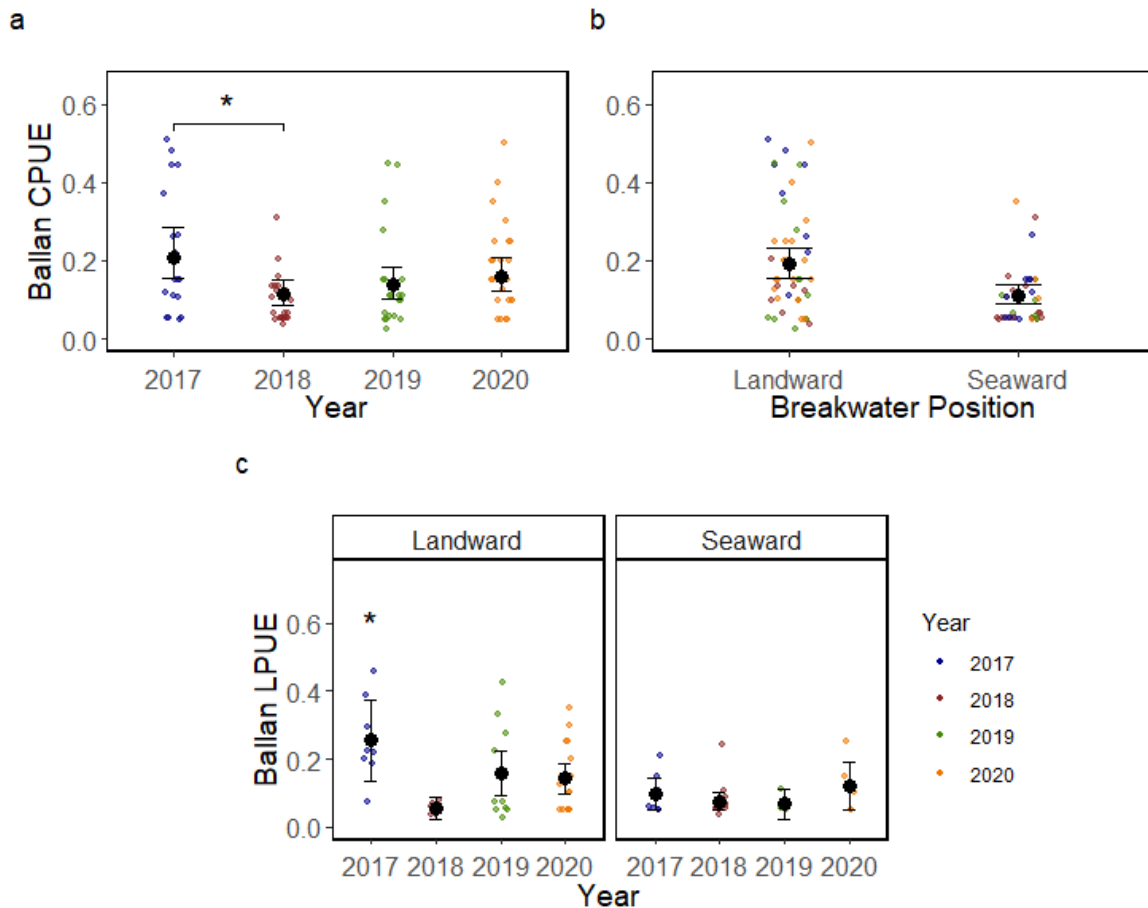 a
Ballan CPUE
0.6
0.4
0.2
0.0
*
2017 2018 2019 2020
Year
b
0.6
0.4
0.2
0.0
Landward Seaward
Breakwater Position
c
Landward Seaward
Ballan LPUE
0.6
0.4
0.2
0.0
*
2017 2018 2019 2020 2017 2018 2019 2020
Year
Year
2017
2018
2019
2020